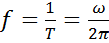 f = 1/T = ω/2π